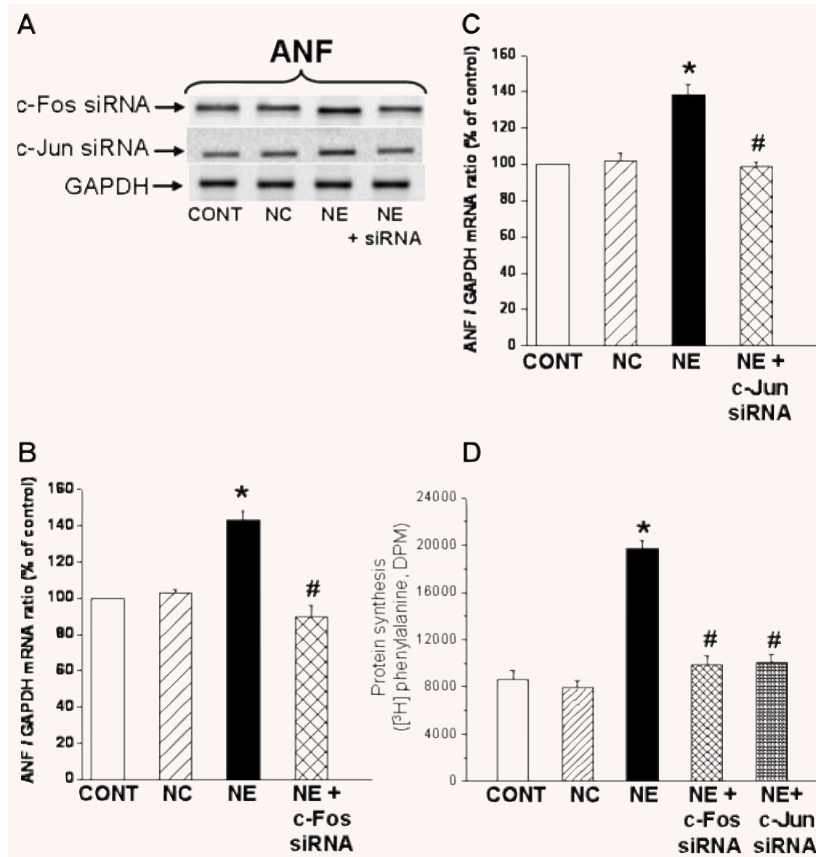 A
ANF
c-Fos siRNA
c-Jun siRNA
GAPDH
CONT NC NE NE
+ siRNA
C
ANF / GAPDH mRNA ratio (% of control)
160
140
120
100
80
60
40
20
0
*
#
CONT NC NE NE +
c-Jun
siRNA
B
ANF / GAPDH mRNA ratio (% of control)
160
140
120
100
80
60
40
20
0
*
#
CONT NC NE NE +
c-Fos
siRNA
D
Protein synthesis
([³H] phenylalanine, DPM)
24000
20000
12000
8000
4000
0
*
# #
CONT NC NE NE + NE+
c-Fos c-Jun
siRNA siRNA